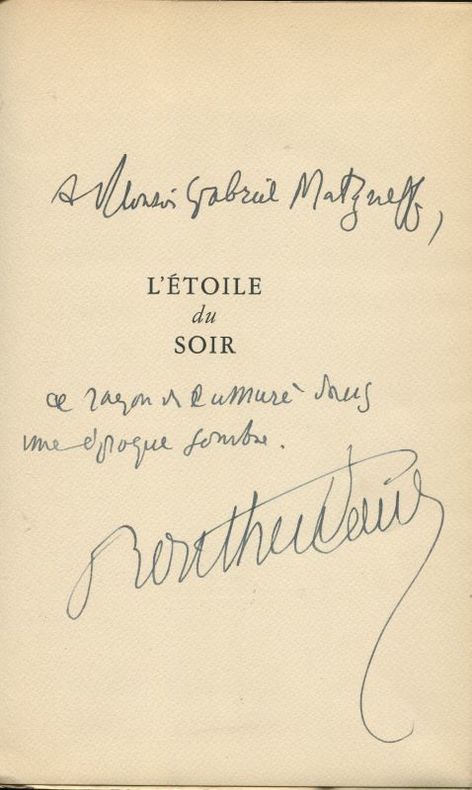 A Monsieur Gabriel Matzneff,
L'ÉTOILE
du
SOIR
ce rayon de lumière dans
une époque sombre.